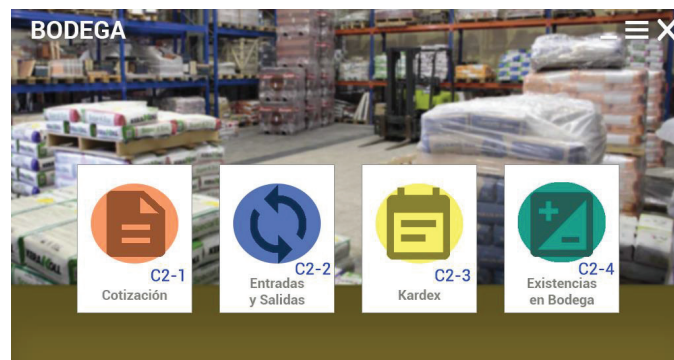 BODEGA
C2-1
Cotización
C2-2
Entradas
y Salidas
C2-3
Kardex
C2-4
Existencias
en Bodega